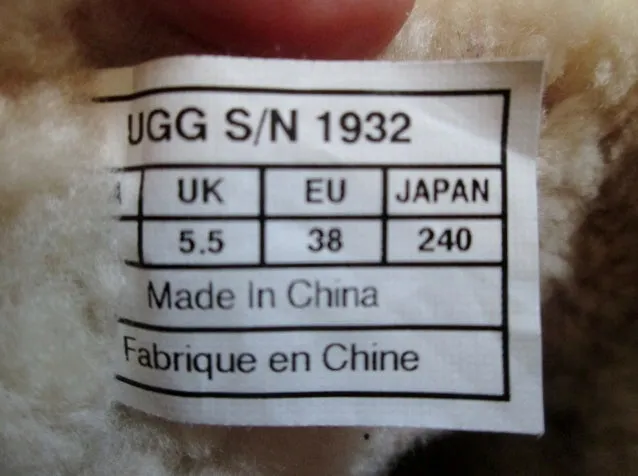 UGG S/N 1932
UK EU JAPAN
5.5 38 240
Made In China
Fabrique en Chine